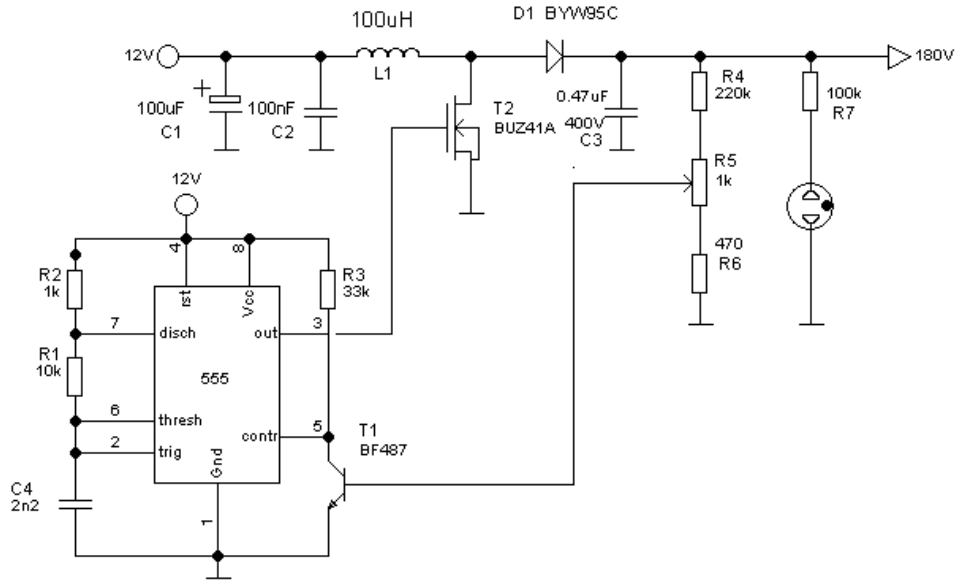 100uH
D1 BYW95C
12V
L1
180V
100uF
C1
100nF
C2
T2
BUZ41A
0.47uF
400V
C3
R4
220k
100k
R7
R5
1k
470
R6
12V
R2
1k
4
rst
8
Vcc
R3
33k
7
disch
out
3
R1
10k
555
6
thresh
contr
5
T1
BF487
2
trig
Gnd
1
C4
2n2